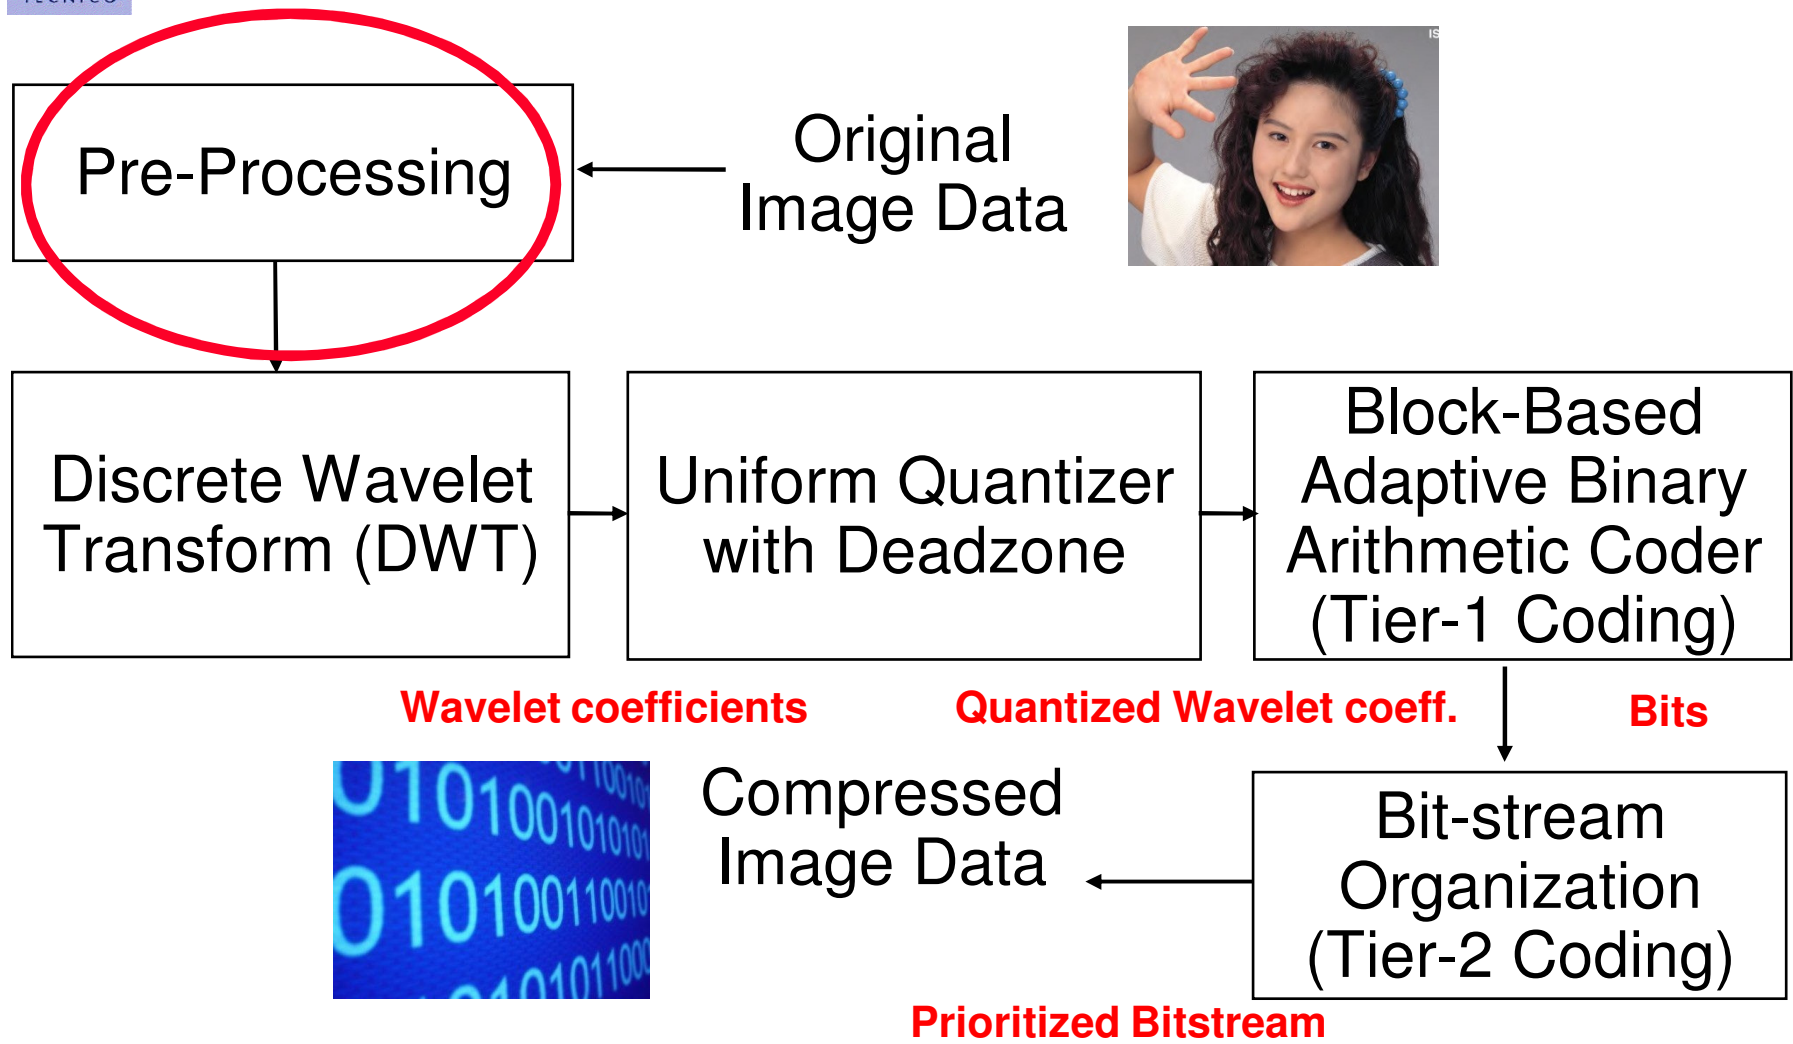 TECNICO
IS
Pre-Processing
Original
Image Data
Discrete Wavelet
Transform (DWT)
Uniform Quantizer
with Deadzone
Block-Based
Adaptive Binary
Arithmetic Coder
(Tier-1 Coding)
Wavelet coefficients
Quantized Wavelet coeff.
Bits
Compressed
Image Data
Bit-stream
Organization
(Tier-2 Coding)
Prioritized Bitstream